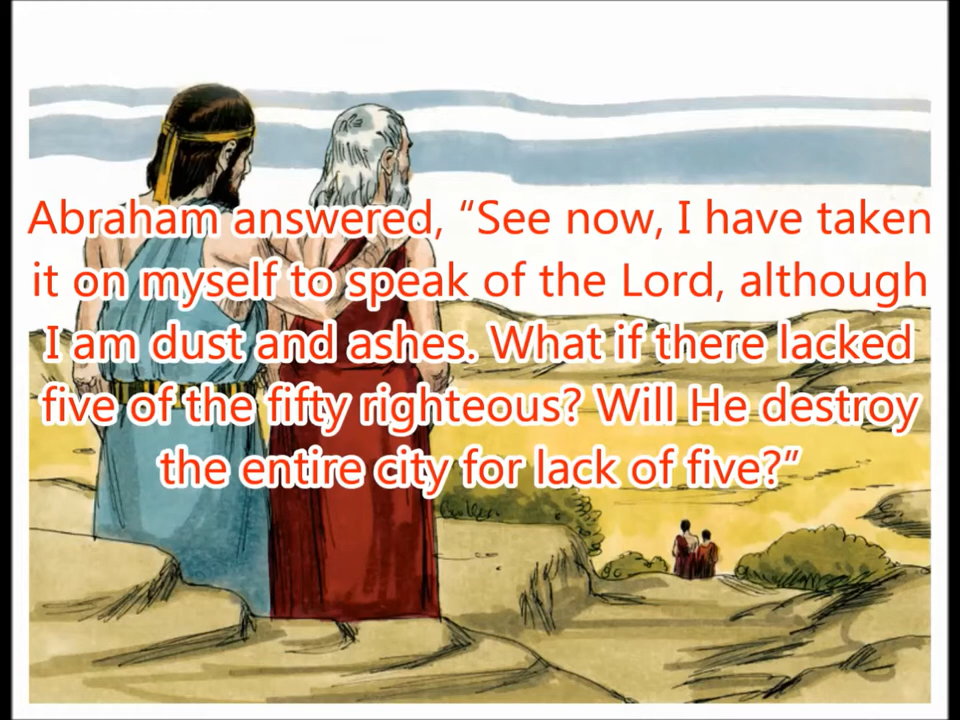 Abraham answered, “See now, I have taken
it on myself to speak of the Lord, although
I am dust and ashes. What if there lacked
five of the fifty righteous? Will He destroy
the entire city for lack of five?”